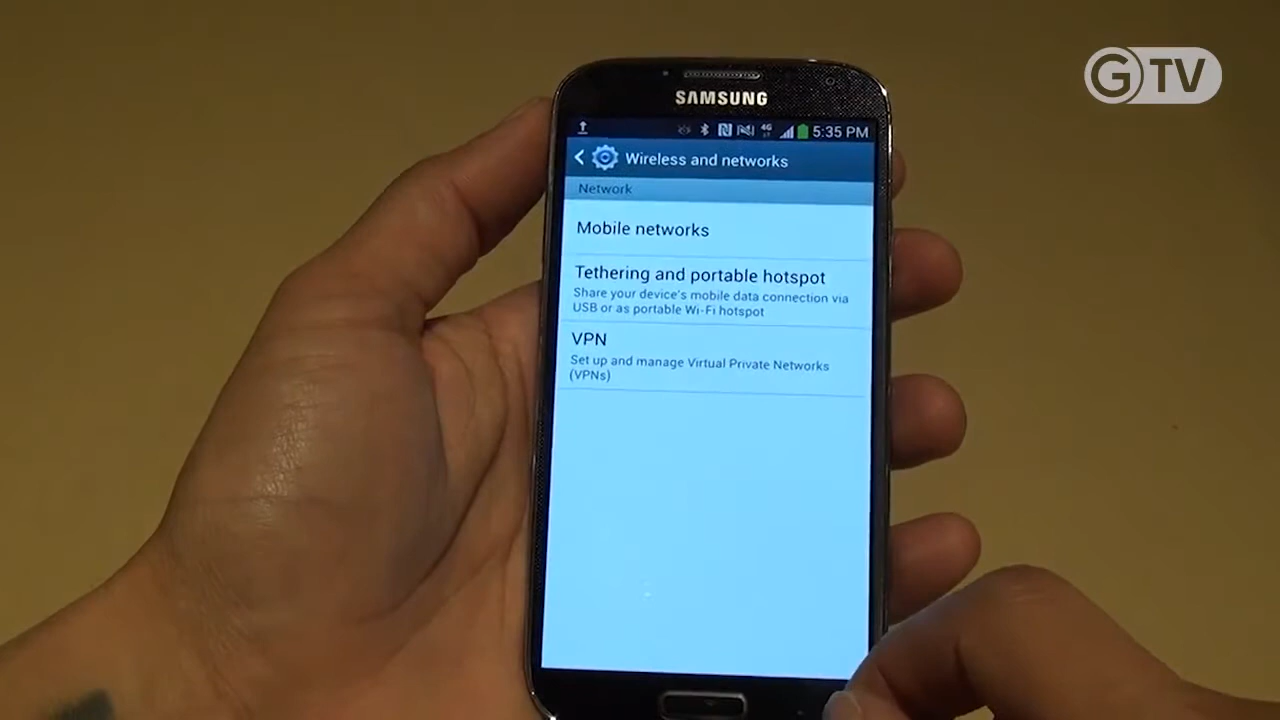 GTV
SAMSUNG
4G
5:35 PM
Wireless and networks
Network
Mobile networks
Tethering and portable hotspot
Share your device's mobile data connection via
USB or as portable Wi-Fi hotspot
VPN
Set up and manage Virtual Private Networks
(VPNs)